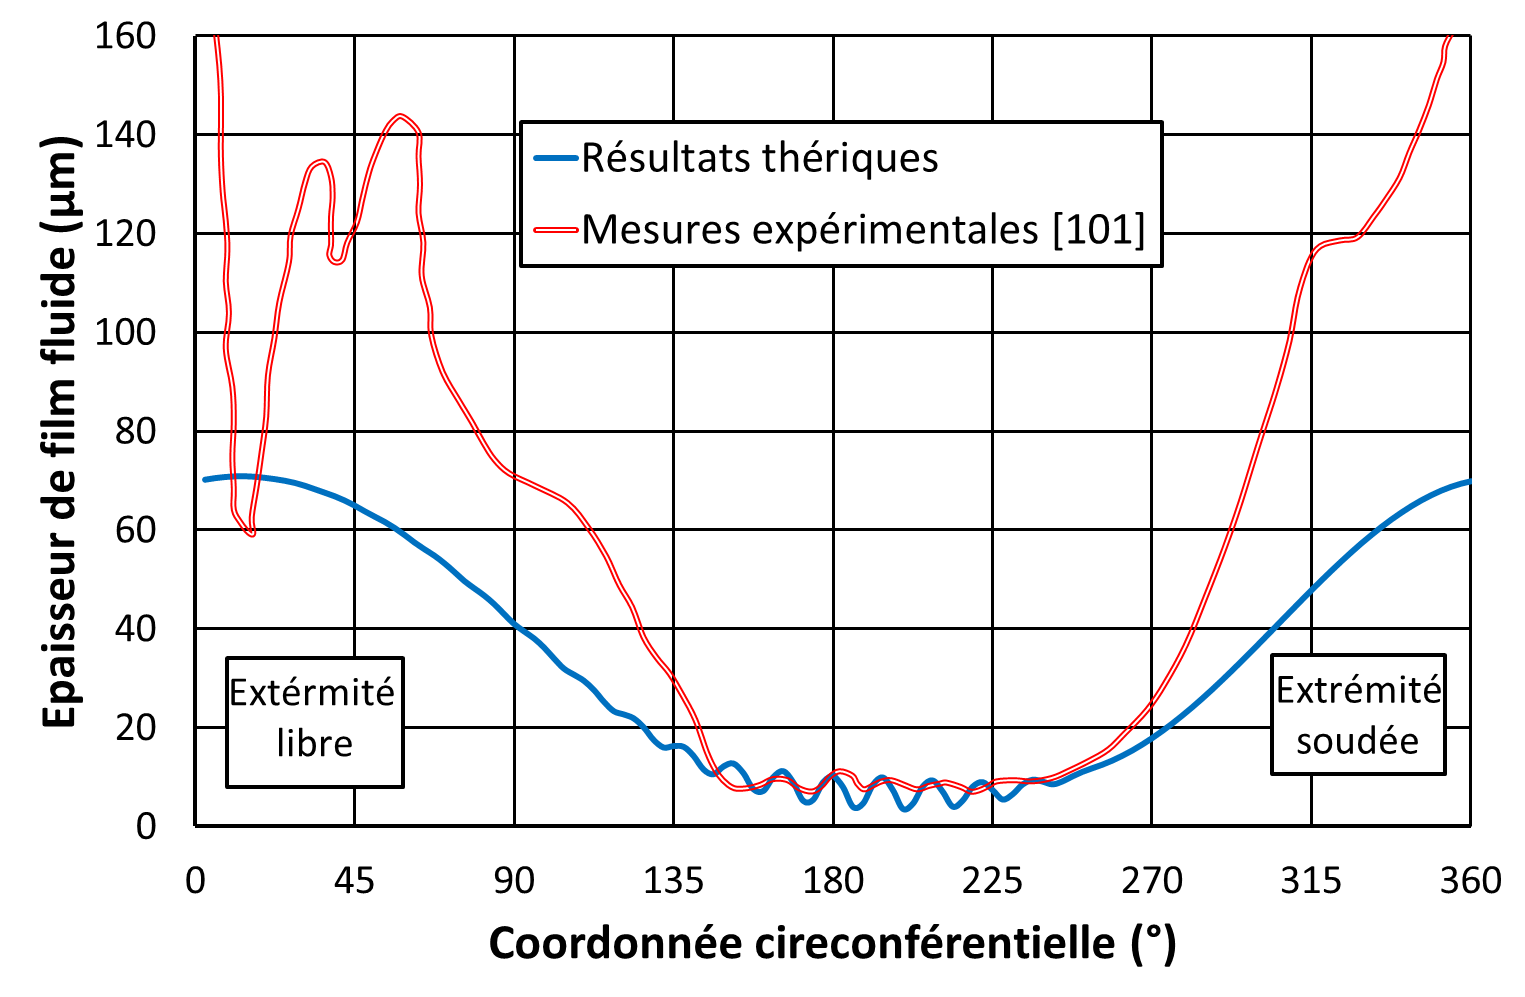 160
140
120
100
80
60
40
20
0
Epaisseur de film fluide (µm)
Résultats thériques
Mesures expérimentales [101]
Extérmité
libre
Extrémité
soudée
0 45 90 135 180 225 270 315 360
Coordonnée cireconférentielle (°)